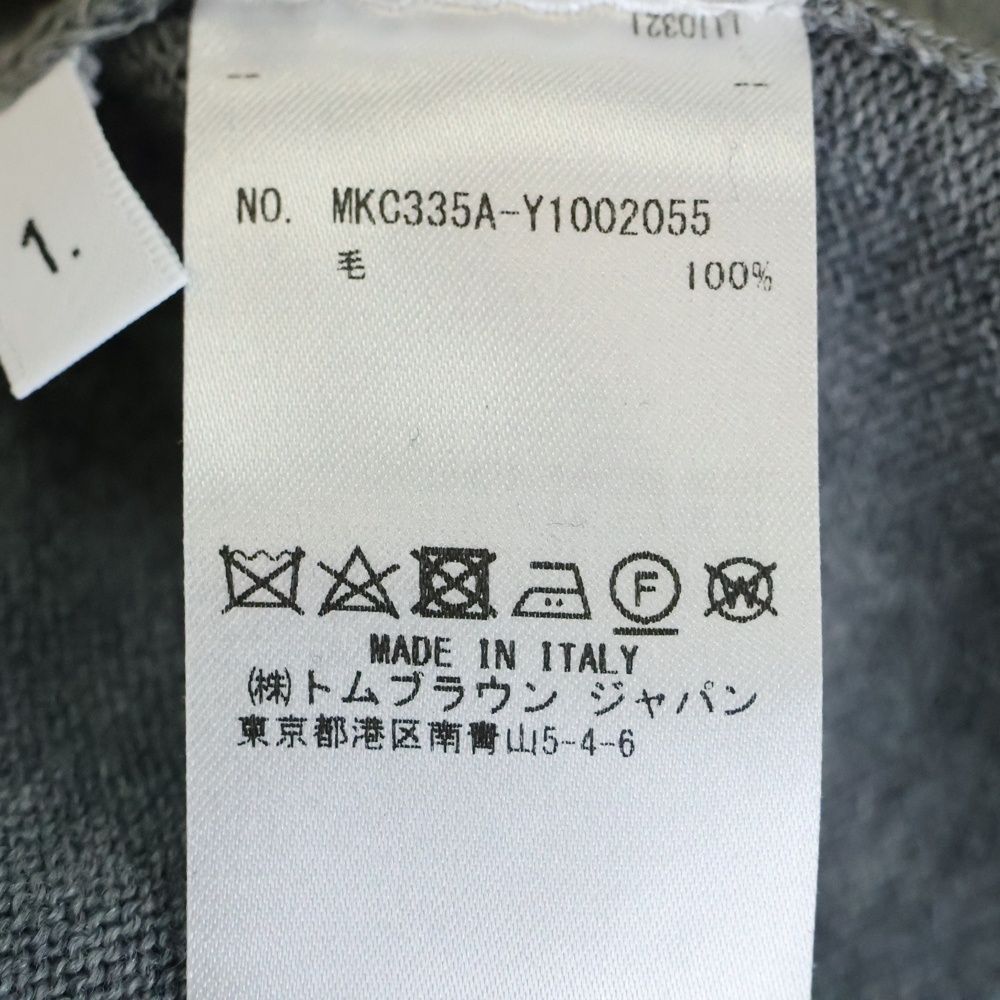 1.
NO. MKC335A-Y1002055
毛 100%
F
W
MADE IN ITALY
(株)トムブラウン ジャパン
東京都港区南青山5-4-6